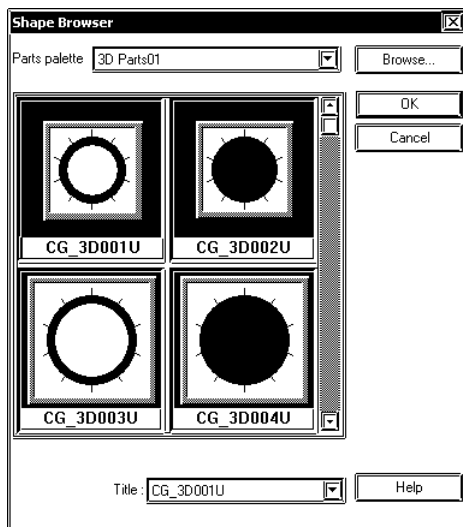 Shape Browser
Parts palette 3D Parts01 Browse...
OK
Cancel
CG_3D001U CG_3D002U
CG_3D003U CG_3D004U
Title : CG_3D001U Help